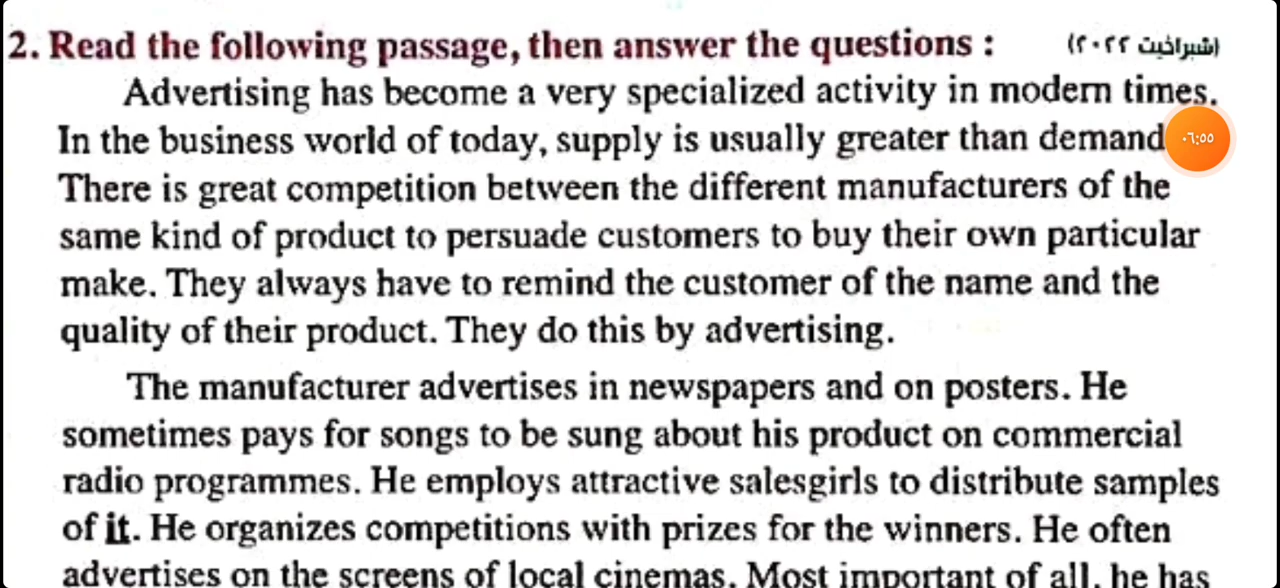 2. Read the following passage, then answer the questions : (شبراخيت ٢٠٢٢)
Advertising has become a very specialized activity in modern times.
In the business world of today, supply is usually greater than demand
٠٦:٥٥
There is great competition between the different manufacturers of the
same kind of product to persuade customers to buy their own particular
make. They always have to remind the customer of the name and the
quality of their product. They do this by advertising.
The manufacturer advertises in newspapers and on posters. He
sometimes pays for songs to be sung about his product on commercial
radio programmes. He employs attractive salesgirls to distribute samples
of it. He organizes competitions with prizes for the winners. He often
advertises on the screens of local cinemas. Most important of all, he has